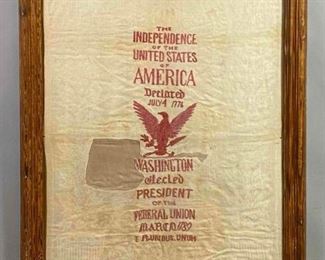 THE
INDEPENDENCE
OF THE
UNITED STATES
OF
AMERICA
Declared
JULY 4 1776
WASHINGTON
Elected
PRESIDENT
OF THE
FEDERAL UNION
MARCH 1789
E PLURIBUS UNUM